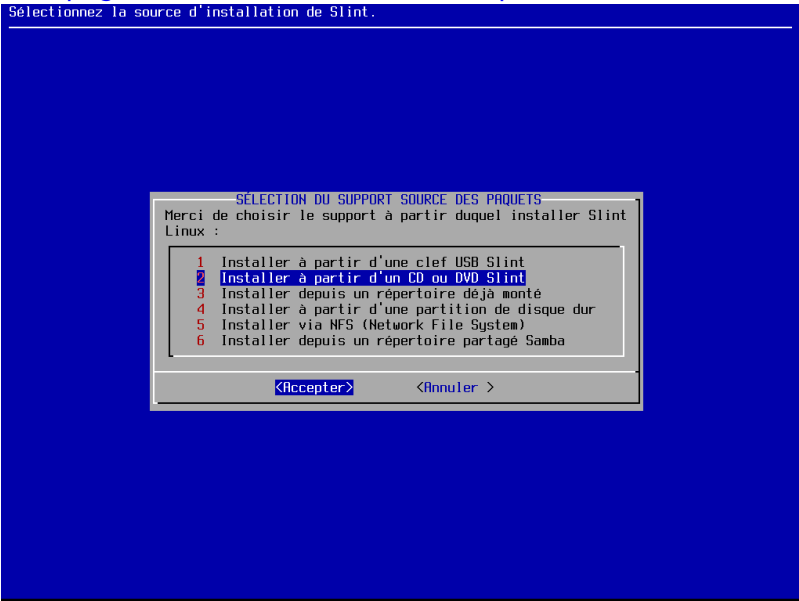 Sélectionnez la source d'installation de Slint.
SÉLECTION DU SUPPORT SOURCE DES PAQUETS
Merci de choisir le support à partir duquel installer Slint
Linux :
1 Installer à partir d'une clef USB Slint
2 Installer à partir d'un CD ou DVD Slint
3 Installer depuis un répertoire déjà monté
4 Installer à partir d'une partition de disque dur
5 Installer via NFS (Network File System)
6 Installer depuis un répertoire partagé Samba
<Accepter> <Annuler >